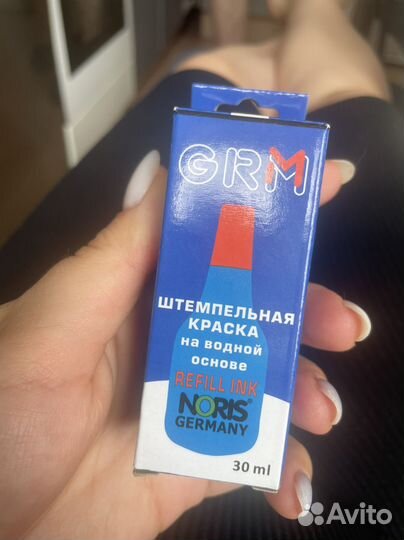 GRM
ШТЕМПЕЛЬНАЯ
КРАСКА
на водной
основе
REFILL INK
NORIS®
GERMANY
30 ml
Avito